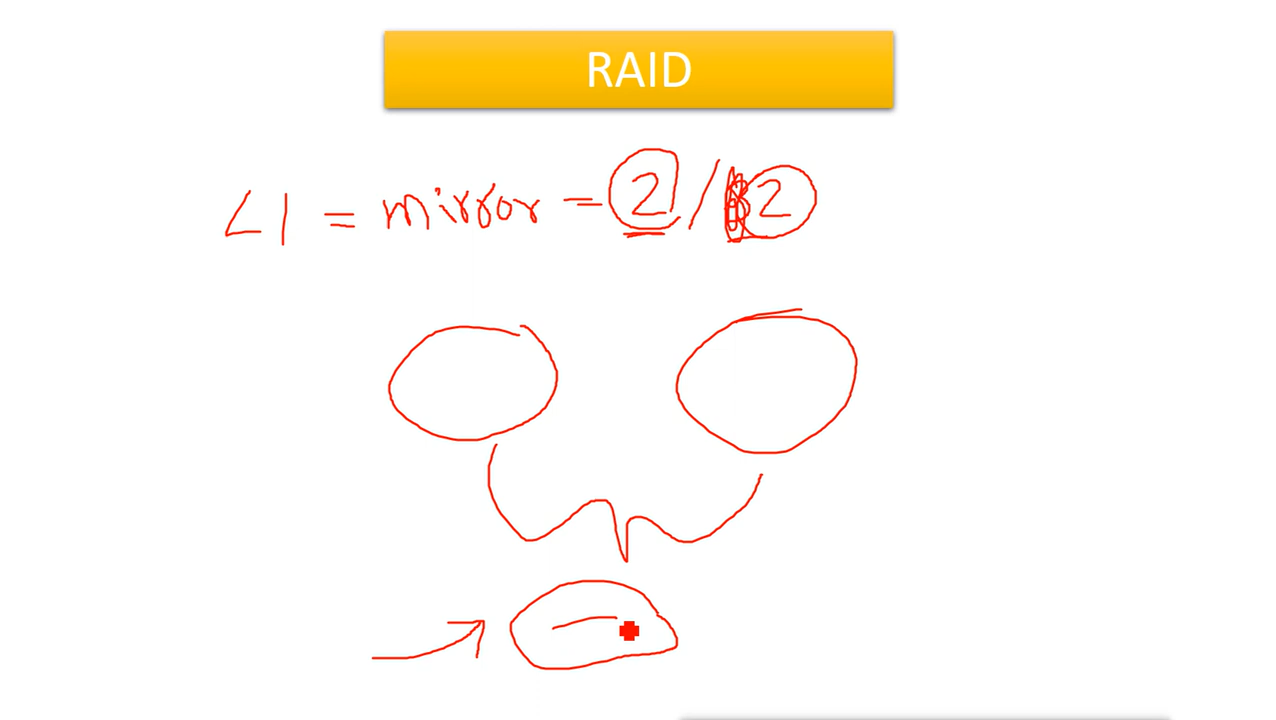 RAID
L1 = mirror = 2 / 2